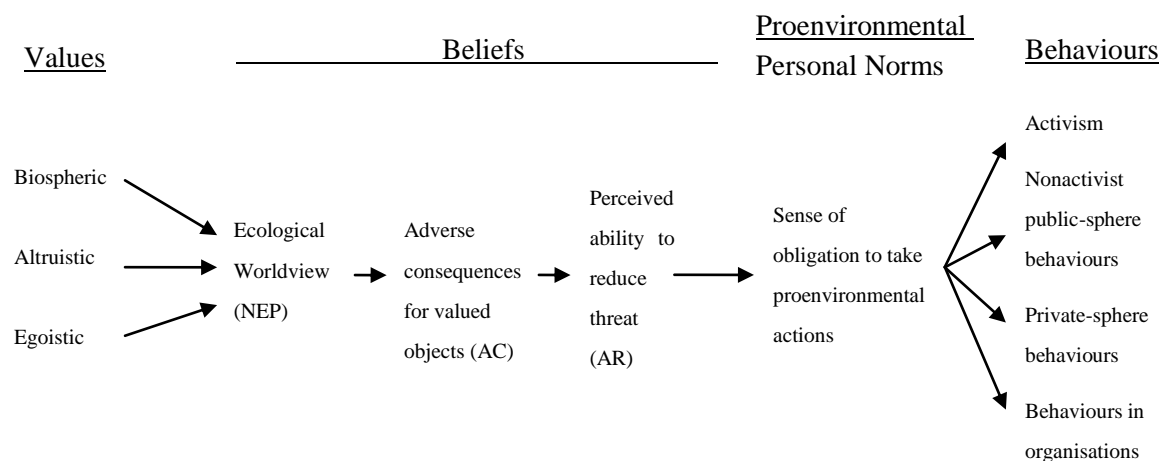 Values
Beliefs
Proenvironmental
Personal Norms
Behaviours
Biospheric
Altruistic
Egoistic
Ecological
Worldview
(NEP)
Adverse
consequences
for valued
objects (AC)
Perceived
ability to
reduce
threat
(AR)
Sense of
obligation to take
proenvironmental
actions
Activism
Nonactivist
public-sphere
behaviours
Private-sphere
behaviours
Behaviours in
organisations